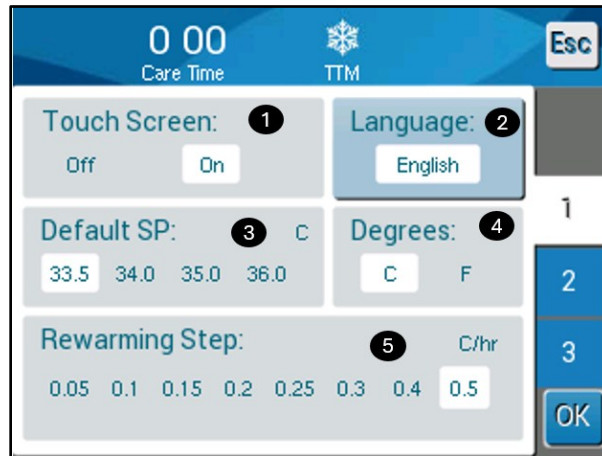 0 00
Care Time
TTM
Esc
Touch Screen: 1
Off On
Language: 2
English
Default SP: 3 C
33.5 34.0 35.0 36.0
Degrees: 4
C F
Rewarming Step: 5 C/hr
0.05 0.1 0.15 0.2 0.25 0.3 0.4 0.5
1
2
3
OK